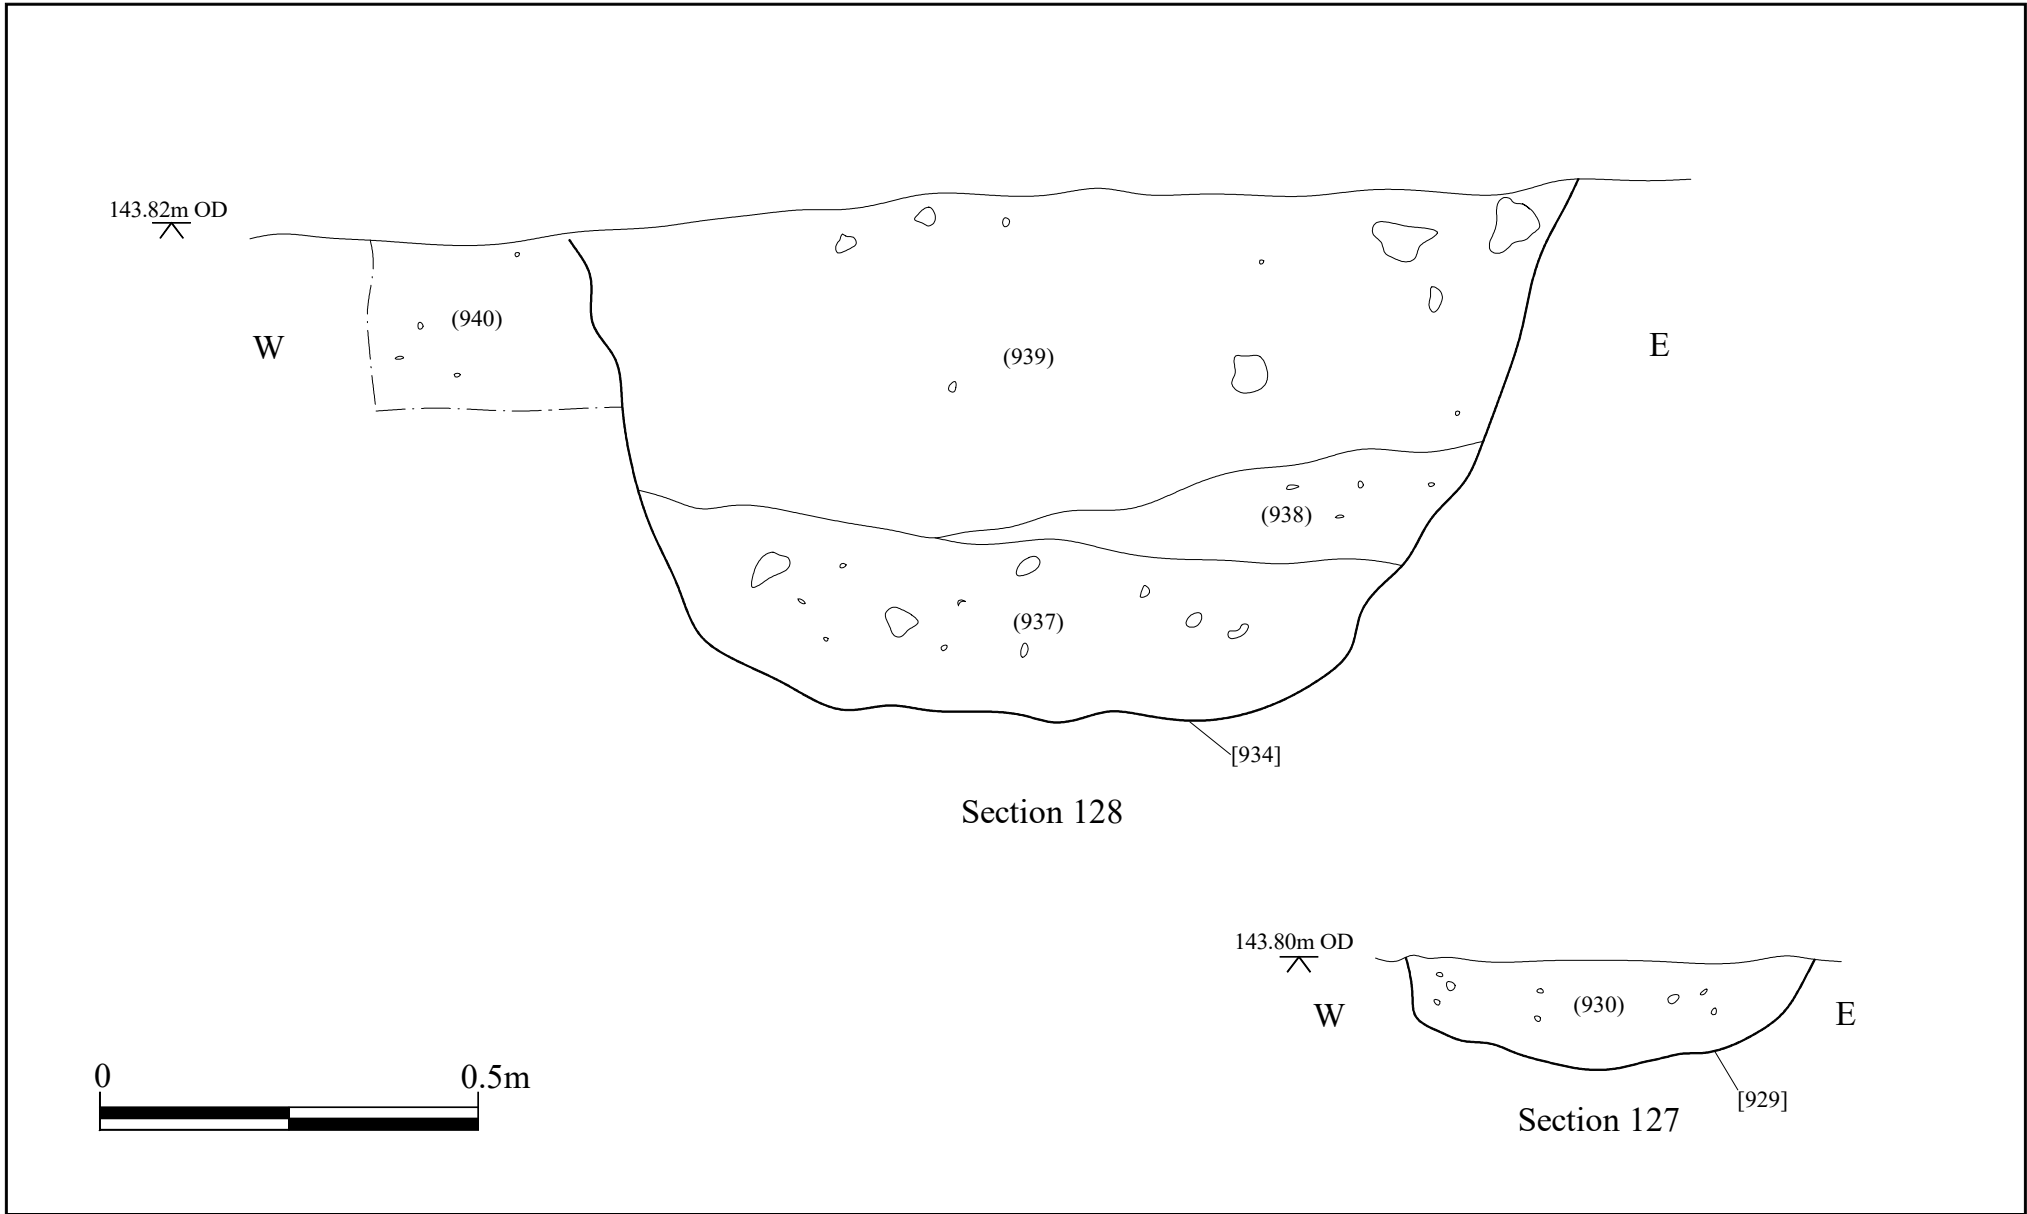 143.82m OD
(940)
W
(939)
E
(938)
(937)
[934]
Section 128
143.80m OD
W
(930)
E
[929]
Section 127
0
0.5m